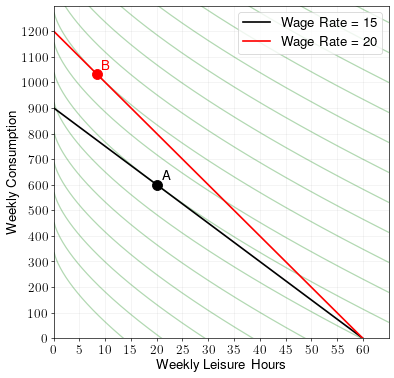 Wage Rate = 15
Wage Rate = 20
B
A
Weekly Consumption
1200
1100
1000
900
800
700
600
500
400
300
200
100
0
0 5 10 15 20 25 30 35 40 45 50 55 60
Weekly Leisure Hours